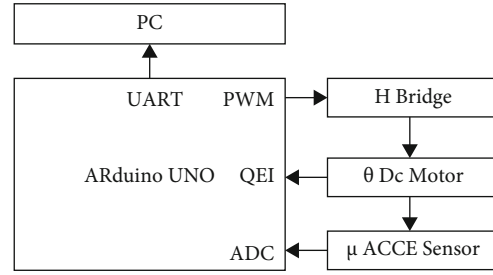 PC
UART PWM
H Bridge
ARduino UNO QEI
θ Dc Motor
ADC
μ ACCE Sensor